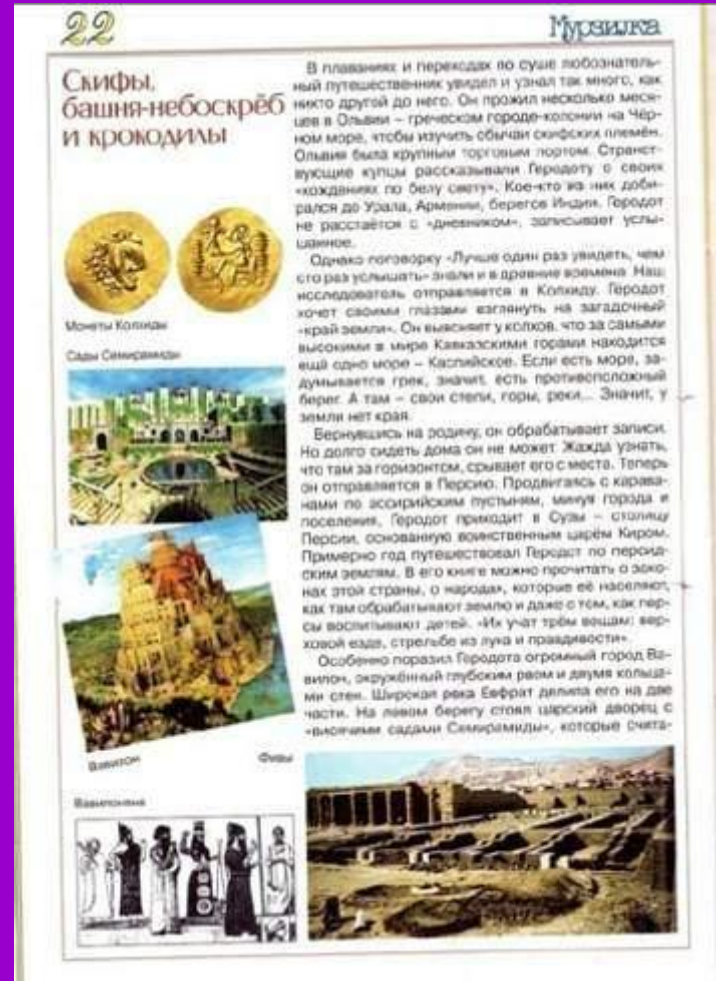 22
Мурзилка
Скифы,
башня-небоскрёб
и крокодилы
В плаваниях и переходах по суше любознатель-
ный путешественник увидел и узнал так много, как
никто другой до него. Он прожил несколько меся-
цев в Ольвии – греческом городе-колонии на Чёр-
ном море, чтобы изучить обычаи скифских племён.
Ольвия была крупным торговым портом. Странст-
вующие купцы рассказывали Геродоту о своих
«хождениях по белу свету». Кое-кто из них доби-
рался до Урала, Армении, берегов Индии. Геродот
не расстаётся с «дневником», записывает услы-
шанное.
Однако поговорку «Лучше один раз увидеть, чем
сто раз услышать» знали и в древние времена. Наш
исследователь отправляется в Колхиду. Геродот
хочет своими глазами взглянуть на загадочный
«край земли». Он выясняет у колхов, что за самыми
высокими в мире Кавказскими горами находится
ещё одно море – Каспийское. Если есть море, за-
думывается грек, значит, есть противоположный
берег. А там – свои степи, горы, реки... Значит, у
земли нет края.
Вернувшись на родину, он обрабатывает записи.
Но долго сидеть дома он не может. Жажда узнать,
что там за горизонтом, срывает его с места. Теперь
он отправляется в Персию. Продвигаясь с карава-
нами по ассирийским пустыням, минуя города и
поселения, Геродот приходит в Сузы – столицу
Персии, основанную воинственным царём Киром.
Примерно год путешествовал Геродот по персид-
ским землям. В его книге можно прочитать о зако-
нах этой страны, о народах, которые её населяют,
как там обрабатывают землю и даже о том, как пер-
сы воспитывают детей. «Их учат трём вещам: вер-
ховой езде, стрельбе из лука и правдивости».
Особенно поразил Геродота огромный город Ва-
вилон, окружённый глубоким рвом и двумя кольца-
ми стен. Широкая река Евфрат делила его на две
части. На левом берегу стоял царский дворец с
«висячими садами Семирамиды», которые счита-
Монеты Колхиды
Сады Семирамиды
Вавилон
Фивы
Вавилоняне